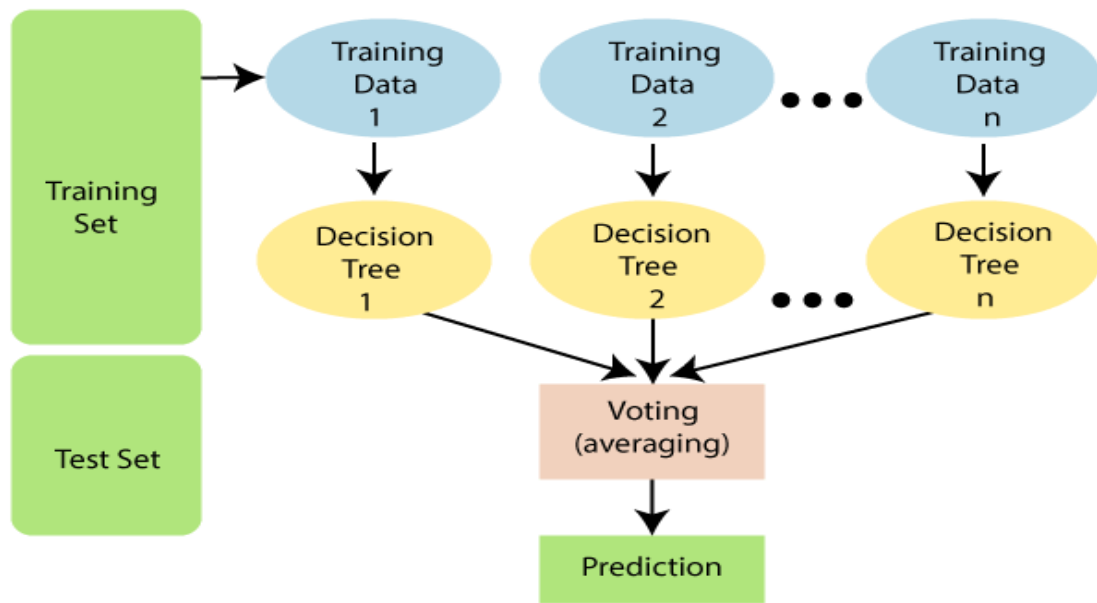 Training
Set
Training
Data
1
Training
Data
2
Training
Data
n
Decision
Tree
1
Decision
Tree
2
Decision
Tree
n
Test Set
Voting
(averaging)
Prediction